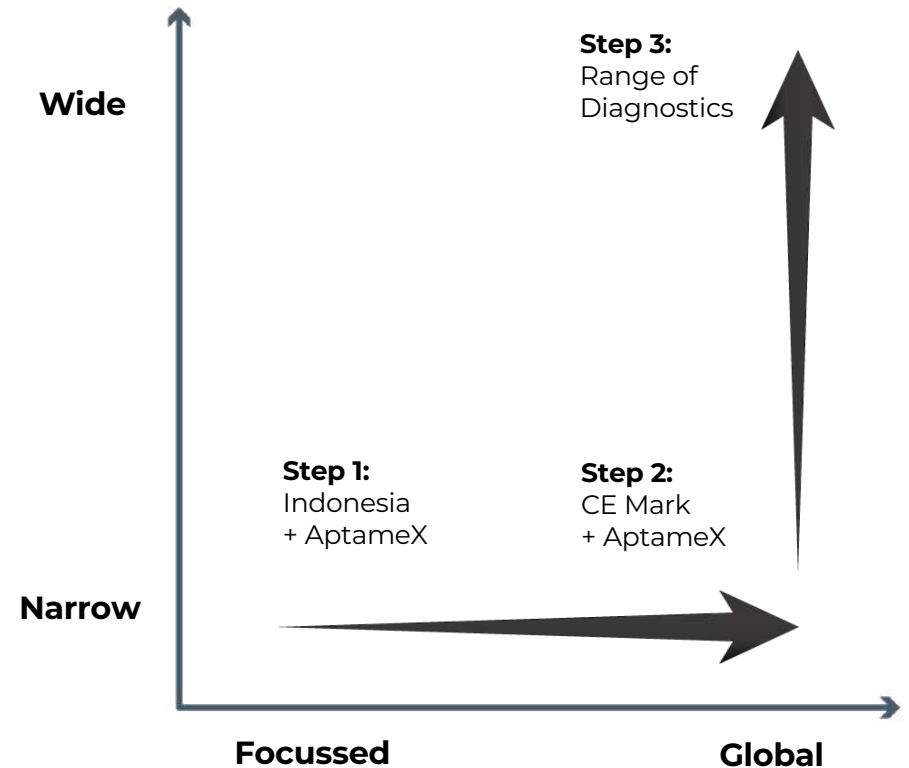 Step 3:
Range of
Diagnostics
Wide
Step 1:
Indonesia
+ AptameX
Step 2:
CE Mark
+ AptameX
Narrow
Focussed
Global